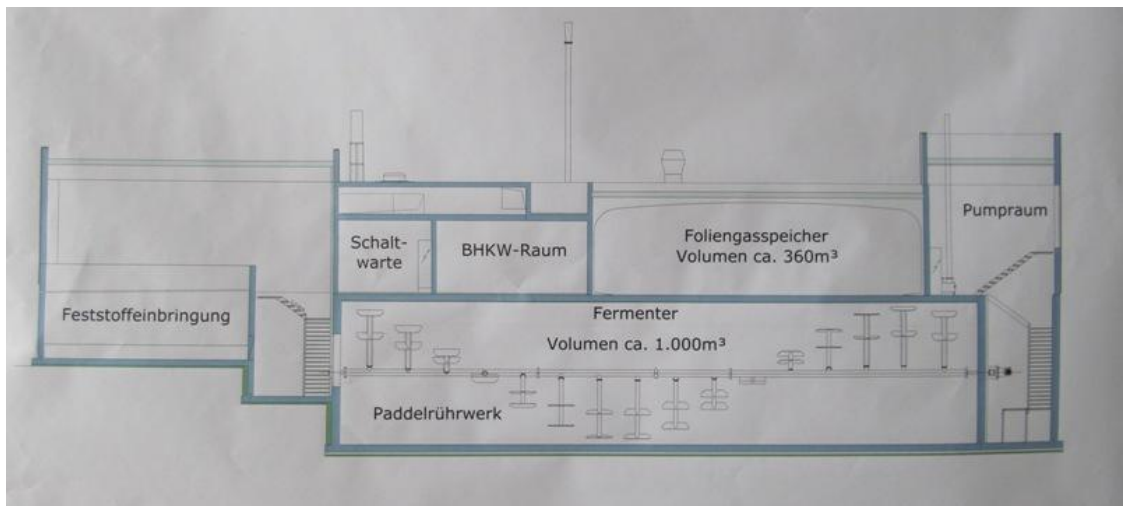 Pumpraum
Schalt-
warte
BHKW-Raum
Foliengasspeicher
Volumen ca. 360m³
Feststoffeinbringung
Fermenter
Volumen ca. 1.000m³
Paddelrührwerk